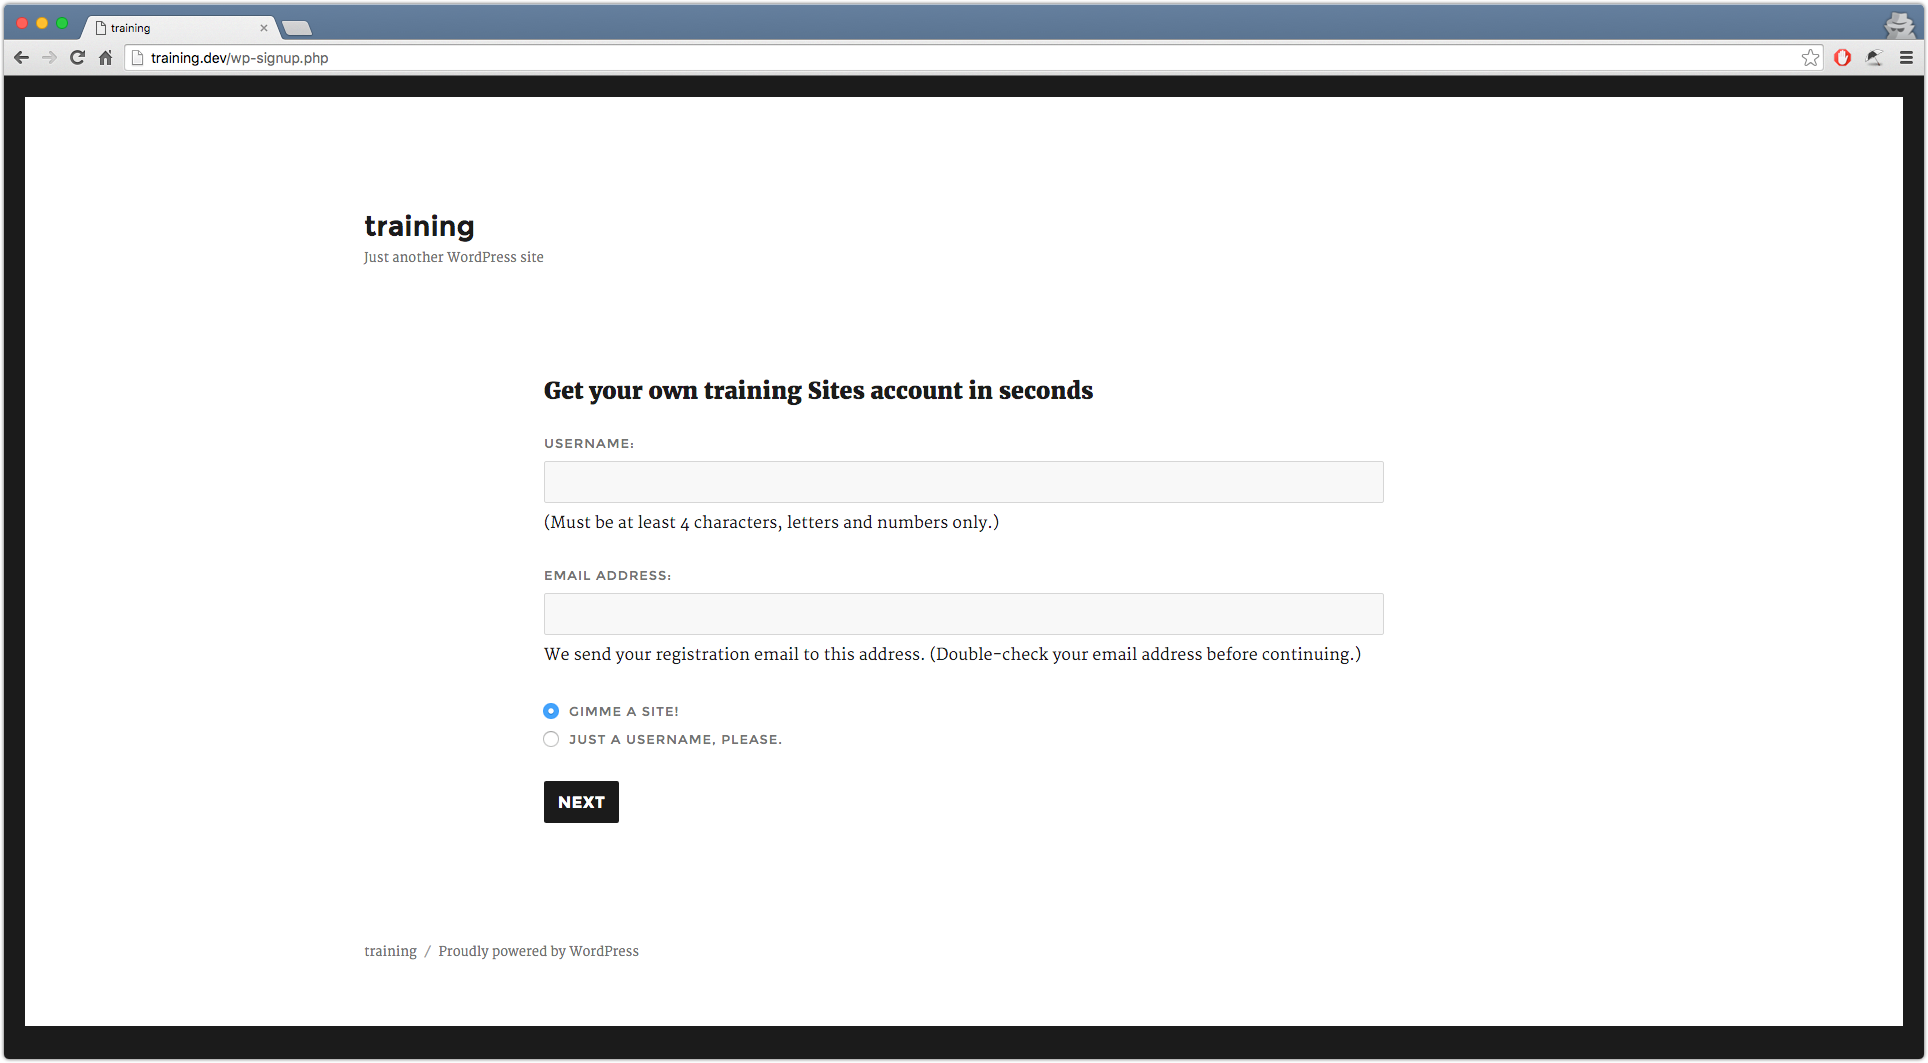 training
training.dev/wp-signup.php
training
Just another WordPress site
Get your own training Sites account in seconds
USERNAME:
(Must be at least 4 characters, letters and numbers only.)
EMAIL ADDRESS:
We send your registration email to this address. (Double-check your email address before continuing.)
GIMME A SITE!
JUST A USERNAME, PLEASE.
NEXT
training / Proudly powered by WordPress